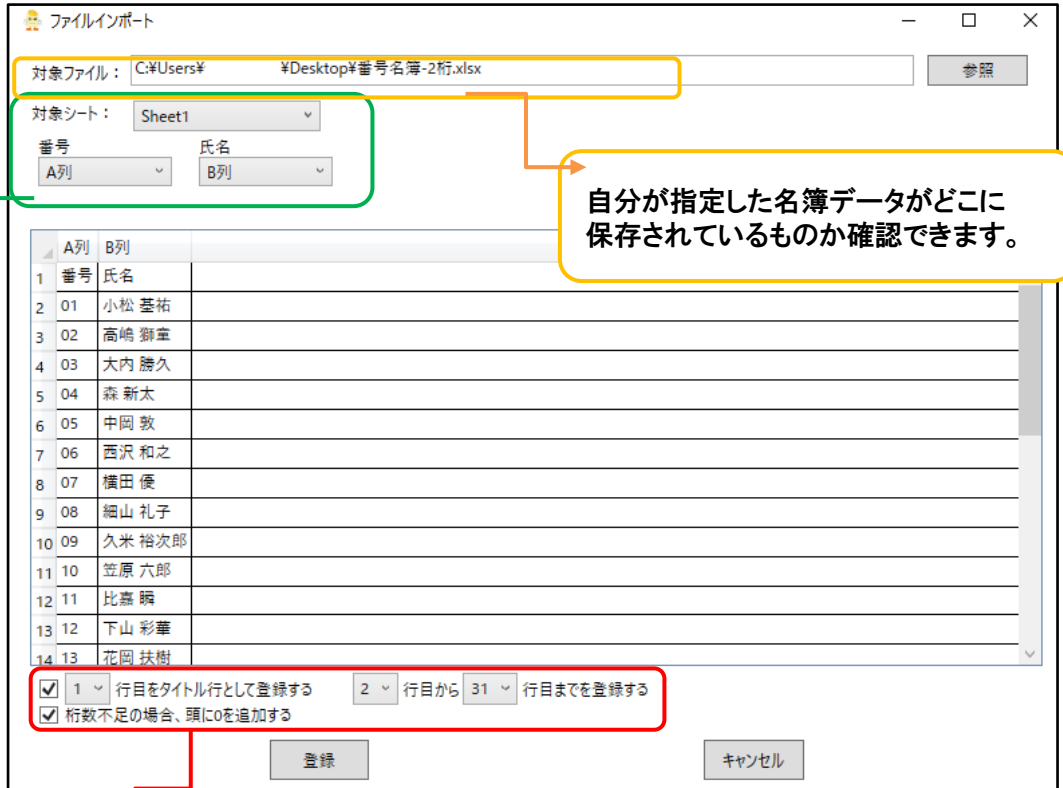 ファイルインポート
対象ファイル： C:¥Users¥ ¥Desktop¥番号名簿-2桁.xlsx 参照
対象シート： Sheet1
番号 氏名
A列 B列
自分が指定した名簿データがどこに
保存されているものか確認できます。
A列 B列
1 番号 氏名
2 01 小松 基祐
3 02 高嶋 獅童
4 03 大内 勝久
5 04 森 新太
6 05 中岡 敦
7 06 西沢 和之
8 07 横田 優
9 08 細山 礼子
10 09 久米 裕次郎
11 10 笠原 六郎
12 11 比嘉 瞬
13 12 下山 彩華
14 13 花岡 扶樹
1 行目をタイトル行として登録する 2 行目から 31 行目までを登録する
桁数不足の場合、頭に0を追加する
登録 キャンセル